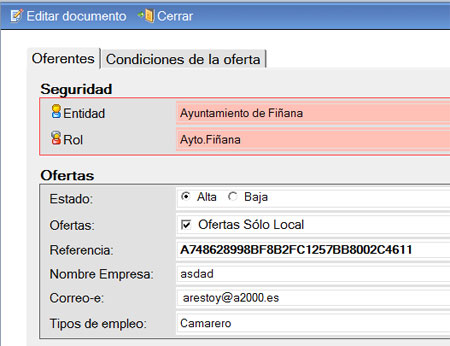 Editar documento Cerrar
Oferentes Condiciones de la oferta
Seguridad
Entidad Ayuntamiento de Fiñana
Rol Ayto.Fiñana
Ofertas
Estado: Alta Baja
Ofertas: Ofertas Sólo Local
Referencia: A748628998BF8B2FC1257BB8002C4611
Nombre Empresa: asdad
Correo-e: arestoy@a2000.es
Tipos de empleo: Camarero